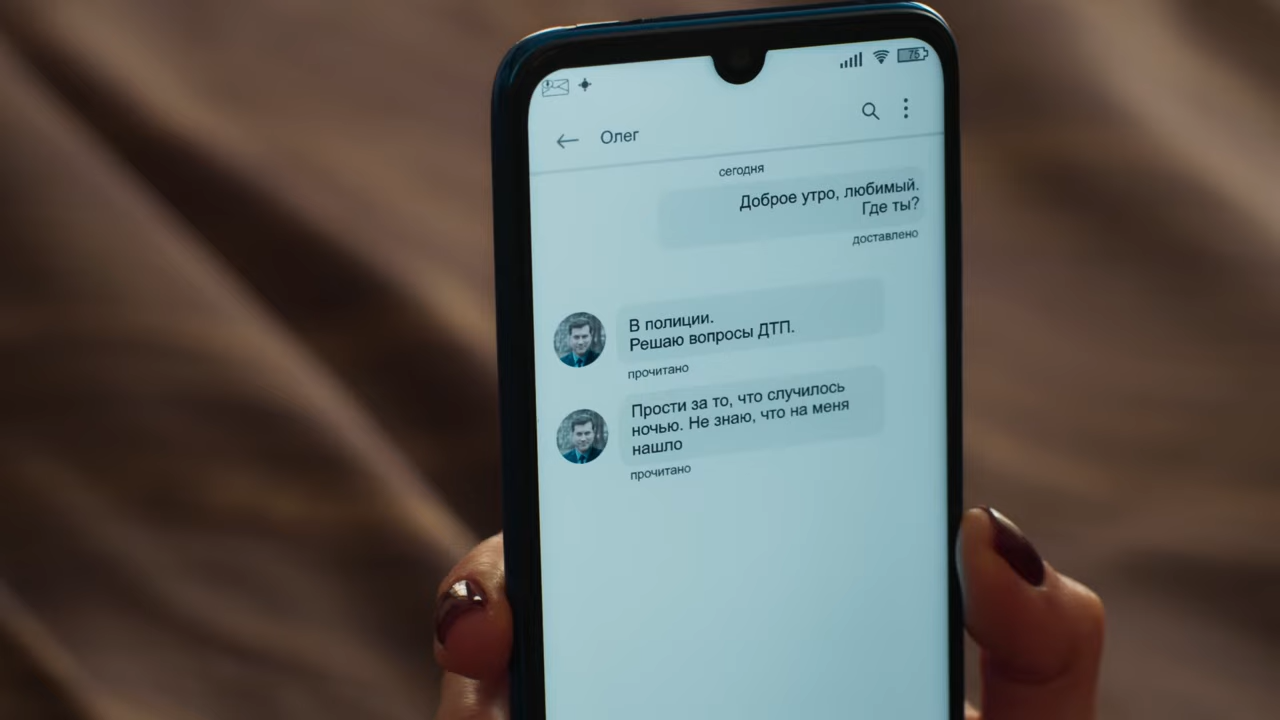 76
Олег
сегодня
Доброе утро, любимый.
Где ты?
доставлено
В полиции.
Решаю вопросы ДТП.
прочитано
Прости за то, что случилось
ночью. Не знаю, что на меня
нашло
прочитано